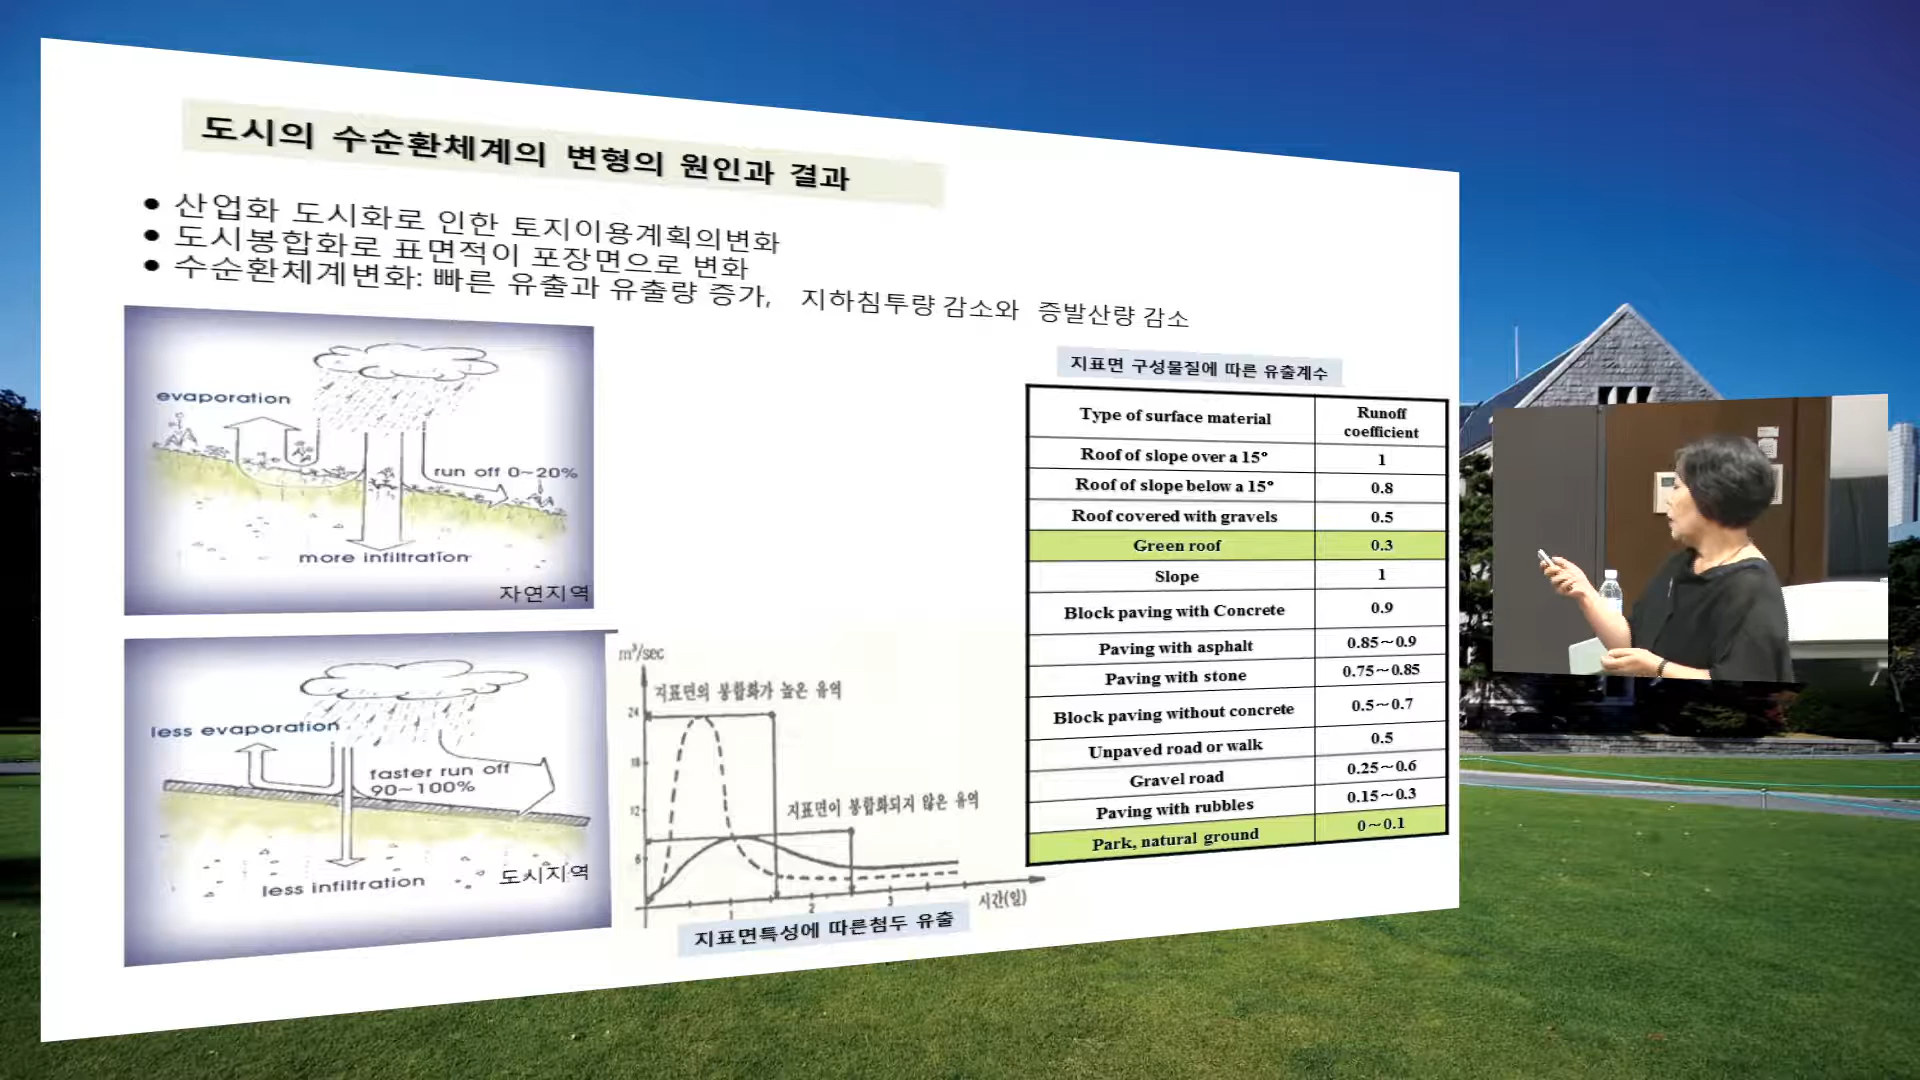 도시의 수순환체계의 변형의 원인과 결과
● 산업화 도시화로 인한 토지이용계획의변화
● 도시봉합화로 표면적이 포장면으로 변화
● 수순환체계변화: 빠른 유출과 유출량 증가, 지하침투량 감소와 증발산량 감소
evaporation
run off 0~20%
more infiltration
자연지역
less evaporation
faster run off
90~100%
less infiltration
도시지역
m³/sec
지표면의 봉합화가 높은 유역
24
18
지표면이 봉합화되지 않은 유역
12
6
1
2
3
시간(일)
지표면특성에 따른첨두 유출
지표면 구성물질에 따른 유출계수
Type of surface material Runoff coefficient
Roof of slope over a 15° 1
Roof of slope below a 15° 0.8
Roof covered with gravels 0.5
Green roof 0.3
Slope 1
Block paving with Concrete 0.9
Paving with asphalt 0.85~0.9
Paving with stone 0.75~0.85
Block paving without concrete 0.5~0.7
Unpaved road or walk 0.5
Gravel road 0.25~0.6
Paving with rubbles 0.15~0.3
Park, natural ground 0~0.1